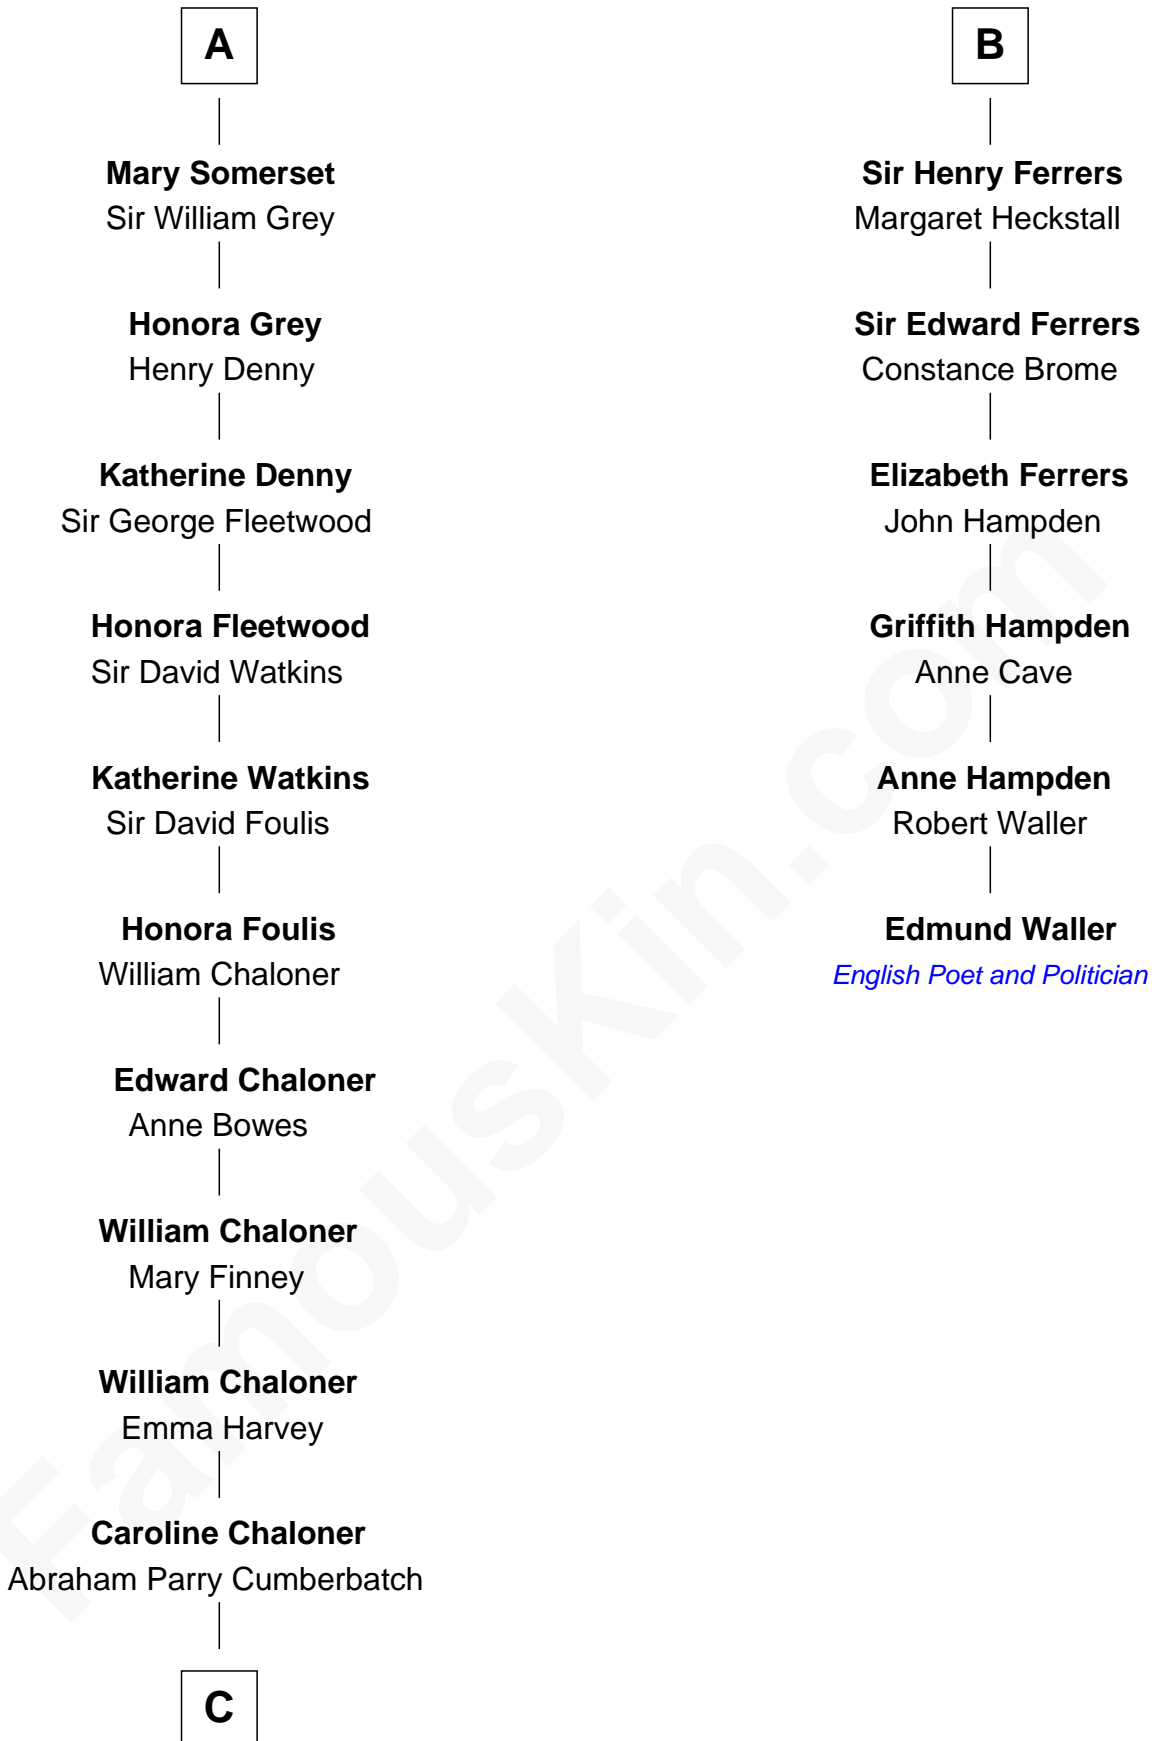 A
Mary Somerset
Sir William Grey
Honora Grey
Henry Denny
Katherine Denny
Sir George Fleetwood
Honora Fleetwood
Sir David Watkins
Katherine Watkins
Sir David Foulis
Honora Foulis
William Chaloner
Edward Chaloner
Anne Bowes
William Chaloner
Mary Finney
William Chaloner
Emma Harvey
Caroline Chaloner
Abraham Parry Cumberbatch
C
B
Sir Henry Ferrers
Margaret Heckstall
Sir Edward Ferrers
Constance Brome
Elizabeth Ferrers
John Hampden
Griffith Hampden
Anne Cave
Anne Hampden
Robert Waller
Edmund Waller
English Poet and Politician
FamousKin.com